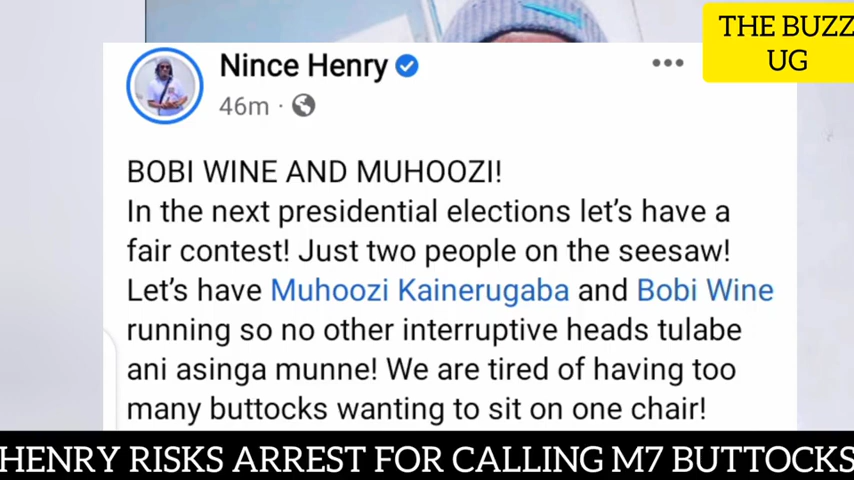 THE BUZZ
UG
Nince Henry
46m
BOBI WINE AND MUHOOZI!
In the next presidential elections let's have a
fair contest! Just two people on the seesaw!
Let's have Muhoozi Kainerugaba and Bobi Wine
running so no other interruptive heads tulabe
ani asinga munne! We are tired of having too
many buttocks wanting to sit on one chair!
HENRY RISKS ARREST FOR CALLING M7 BUTTOCKS